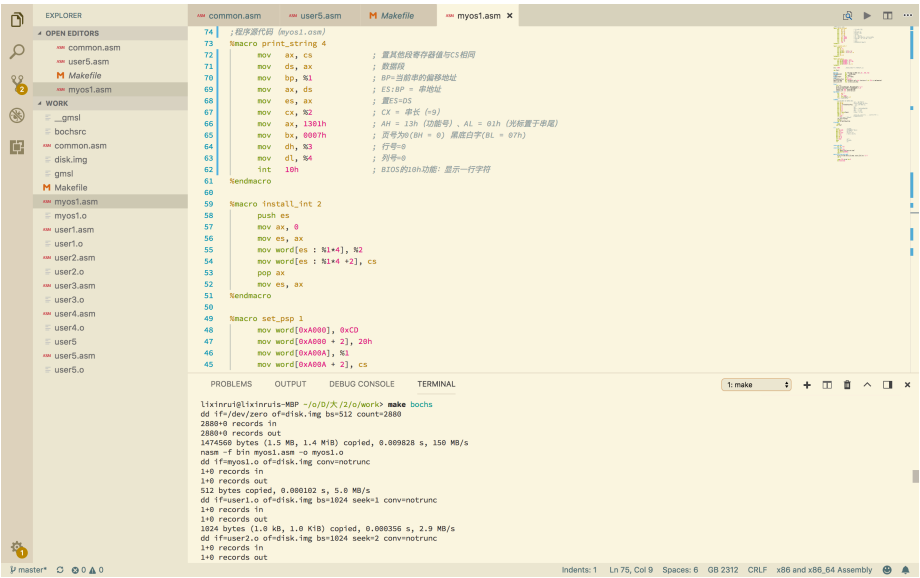 EXPLORER
common.asm
user5.asm
Makefile
myos1.asm
OPEN EDITORS
common.asm
user5.asm
Makefile
myos1.asm
WORK
__gmsl
bochsrc
common.asm
disk.img
gmsl
Makefile
myos1.asm
myos1.o
user1.asm
user1.o
user2.asm
user2.o
user3.asm
user3.o
user4.asm
user4.o
user5
user5.asm
user5.o
2
1
74 ;程序源代码 (myos1.asm)
73 %macro print_string 4
72 mov ax, cs ; 置其他段寄存器值与CS相同
71 mov ds, ax ; 数据段
70 mov bp, %1 ; BP=当前串的偏移地址
69 mov ax, ds ; ES:BP = 串地址
68 mov es, ax ; 置ES=DS
67 mov cx, %2 ; CX = 串长 (=9)
66 mov ax, 1301h ; AH = 13h (功能号) 、AL = 01h (光标置于串尾)
65 mov bx, 0007h ; 页号为0(BH = 0) 黑底白字(BL = 07h)
64 mov dh, %3 ; 行号=0
63 mov dl, %4 ; 列号=0
62 int 10h ; BIOS的10h功能: 显示一行字符
61 %endmacro
60
59 %macro install_int 2
58 push es
57 mov ax, 0
56 mov es, ax
55 mov word[es : %1*4], %2
54 mov word[es : %1*4 +2], cs
53 pop ax
52 mov es, ax
51 %endmacro
50
49 %macro set_psp 1
48 mov word[0xA000], 0xCD
47 mov word[0xA000 + 2], 20h
46 mov word[0xA00A], %1
45 mov word[0xA00A + 2], cs
PROBLEMS OUTPUT DEBUG CONSOLE TERMINAL 1: make
lixinrui@lixinruis-MBP ~/o/D/大/2/o/work> make bochs
dd if=/dev/zero of=disk.img bs=512 count=2880
2880+0 records in
2880+0 records out
1474560 bytes (1.5 MB, 1.4 MiB) copied, 0.009828 s, 150 MB/s
nasm -f bin myos1.asm -o myos1.o
dd if=myos1.o of=disk.img conv=notrunc
1+0 records in
1+0 records out
512 bytes copied, 0.000102 s, 5.0 MB/s
dd if=user1.o of=disk.img bs=1024 seek=1 conv=notrunc
1+0 records in
1+0 records out
1024 bytes (1.0 kB, 1.0 KiB) copied, 0.000356 s, 2.9 MB/s
dd if=user2.o of=disk.img bs=1024 seek=2 conv=notrunc
1+0 records in
1+0 records out
master* 0 0 Indents: 1 Ln 75, Col 9 Spaces: 6 GB 2312 CRLF x86 and x86_64 Assembly